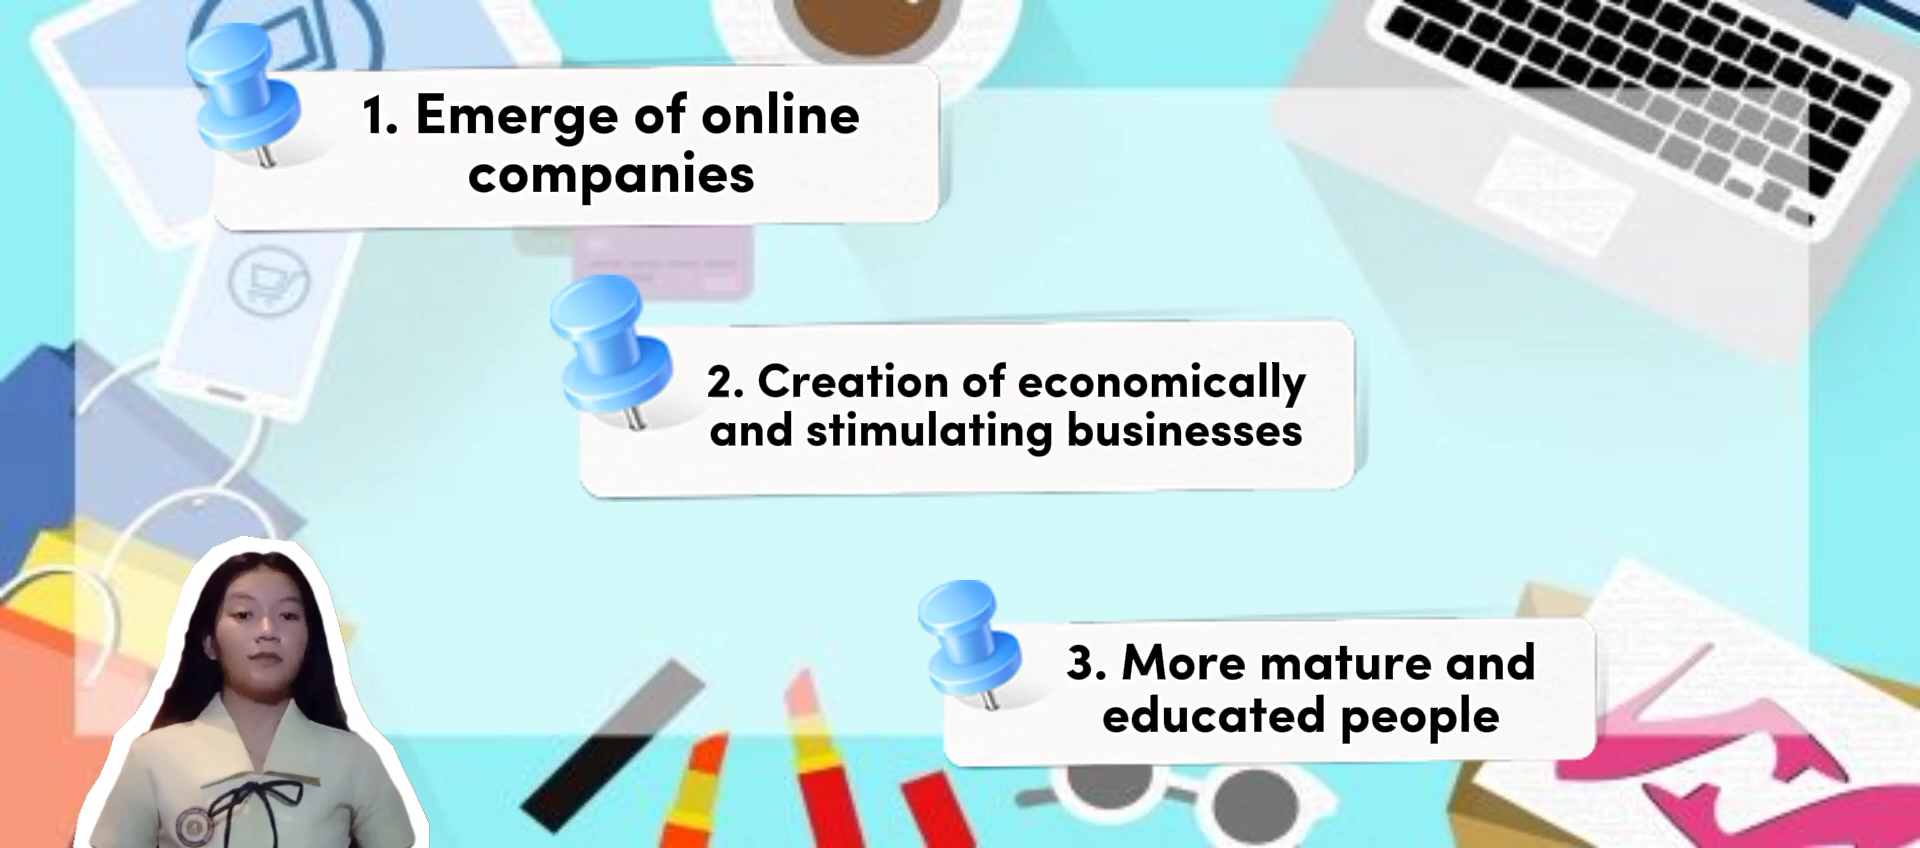 1. Emerge of online
companies
2. Creation of economically
and stimulating businesses
3. More mature and
educated people